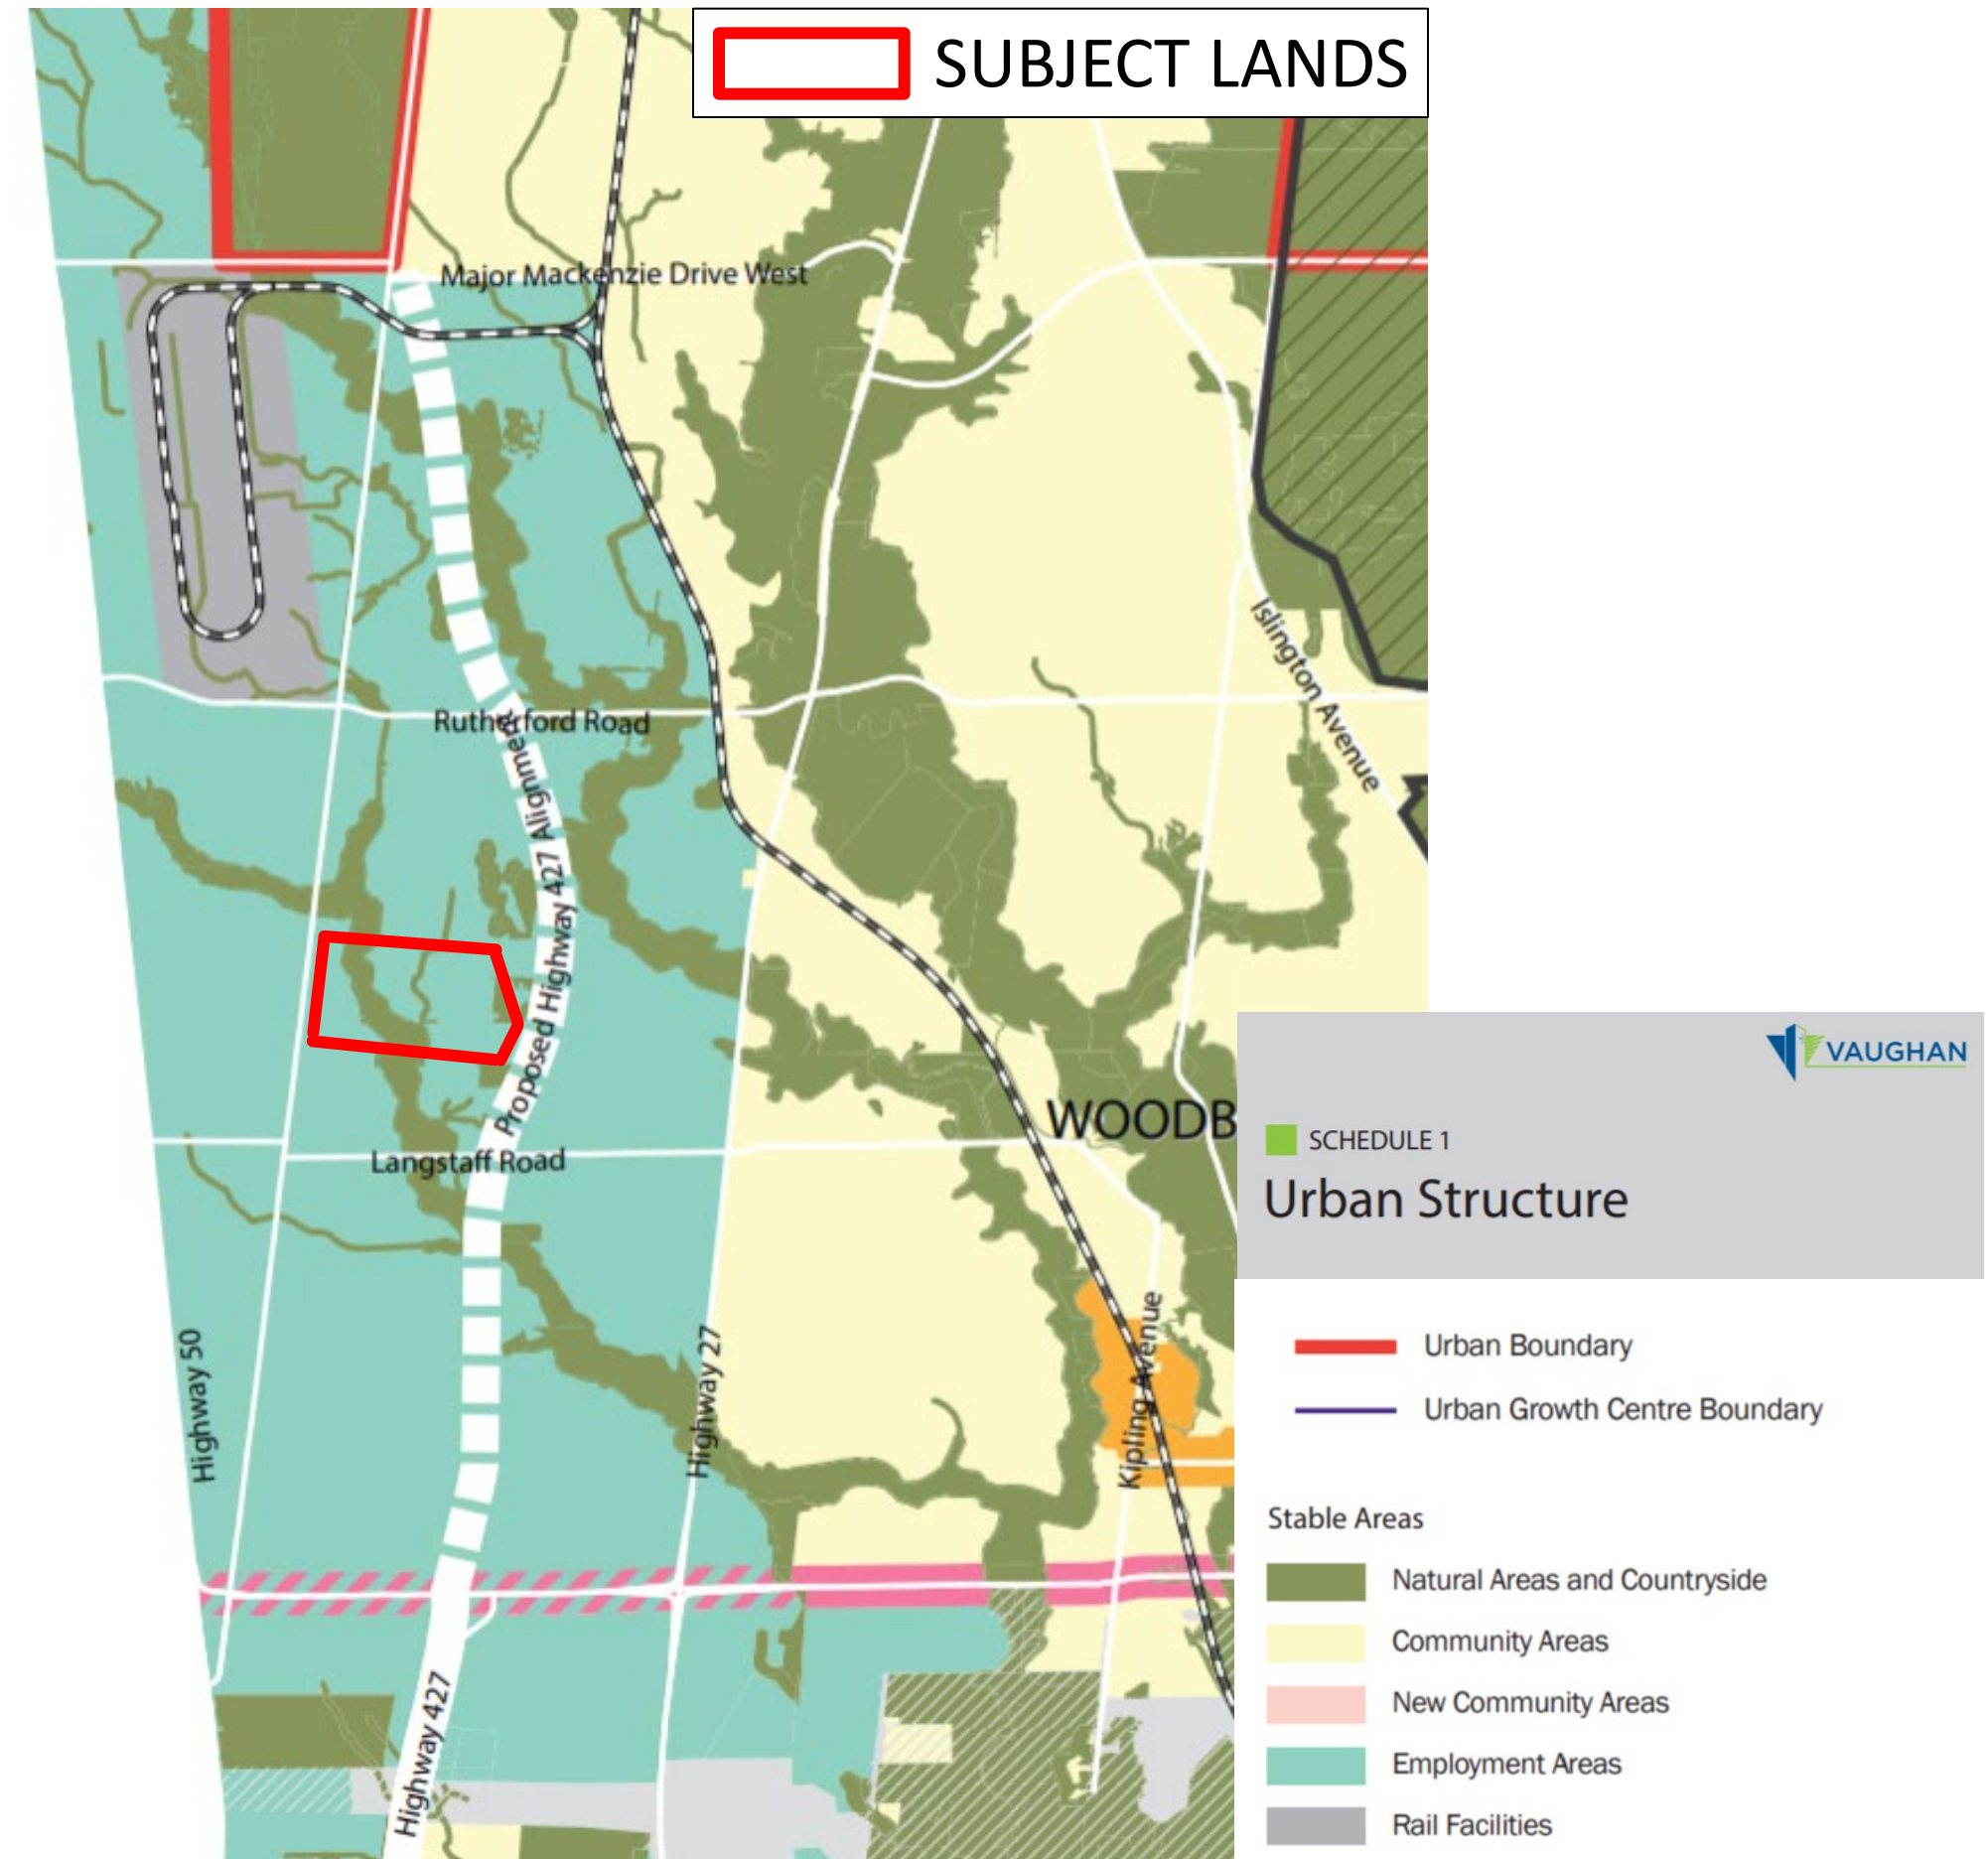 SUBJECT LANDS
Major Mackenzie Drive West
Islington Avenue
Rutherford Road
Proposed Highway 427 Alignment
WOODB
Langstaff Road
Highway 50
Highway 27
Kipling Avenue
Highway 427
VAUGHAN
SCHEDULE 1
Urban Structure
Urban Boundary
Urban Growth Centre Boundary
Stable Areas
Natural Areas and Countryside
Community Areas
New Community Areas
Employment Areas
Rail Facilities